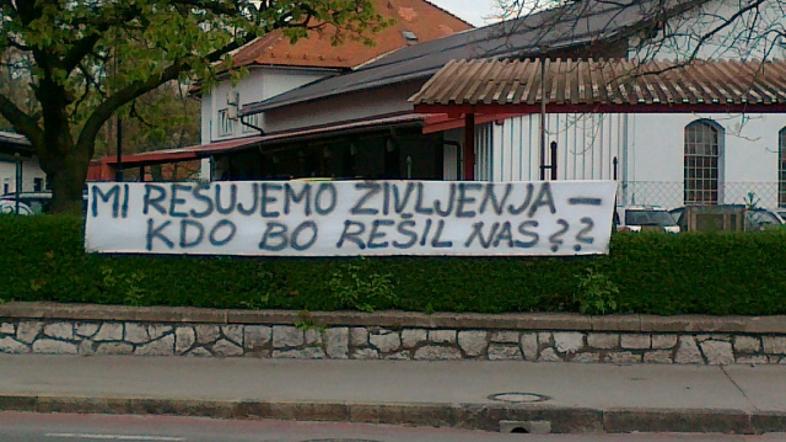 MI REŠUJEMO ŽIVLJENJA –
KDO BO REŠIL NAS??